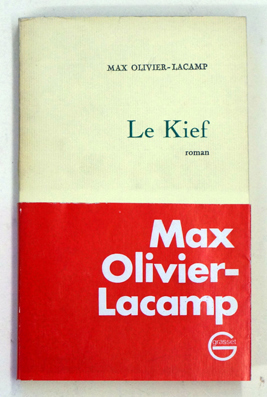 MAX OLIVIER-LACAMP
Le Kief
roman
Max
Olivier-
Lacamp
grasset